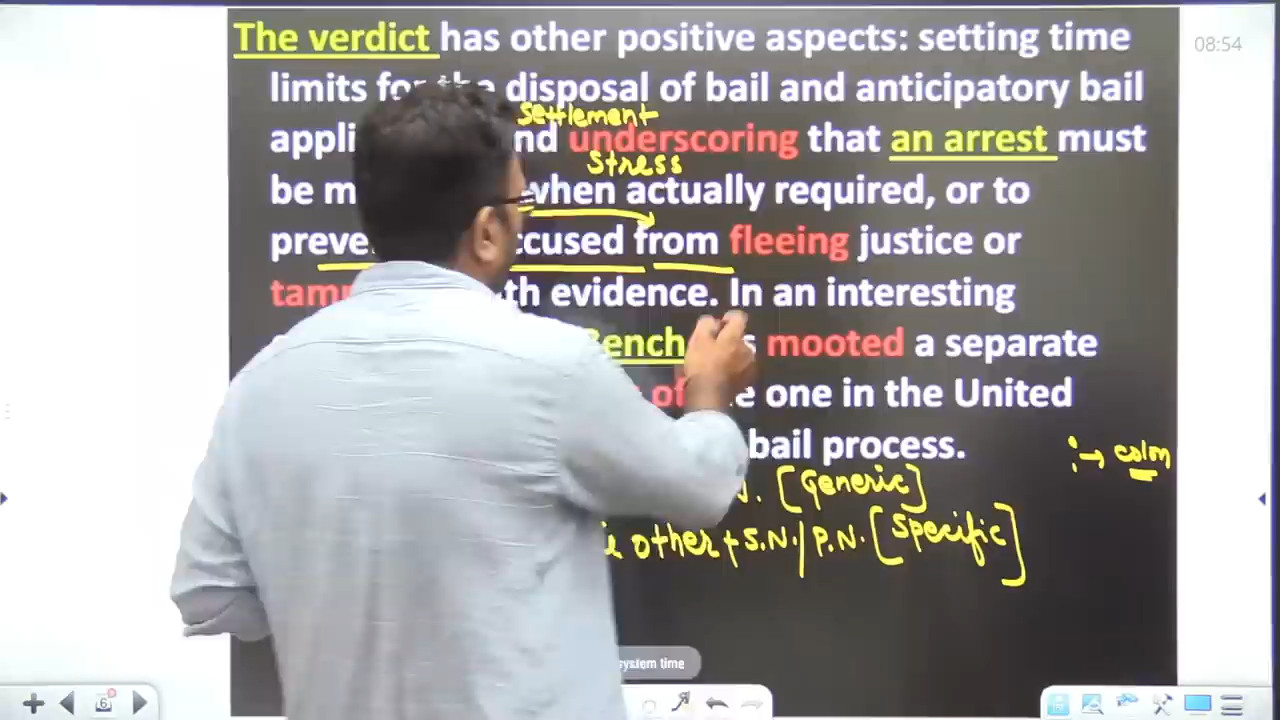 The verdict has other positive aspects: setting time
08:54
limits for the disposal of bail and anticipatory bail
settlement
appli nd underscoring that an arrest must
stress
be m when actually required, or to
preve ccused from fleeing justice or
tam th evidence. In an interesting
Bench s mooted a separate
of e one in the United
bail process.
:→ colon
N. [Generic]
other + S.N./P.N. [Specific]
system time
6